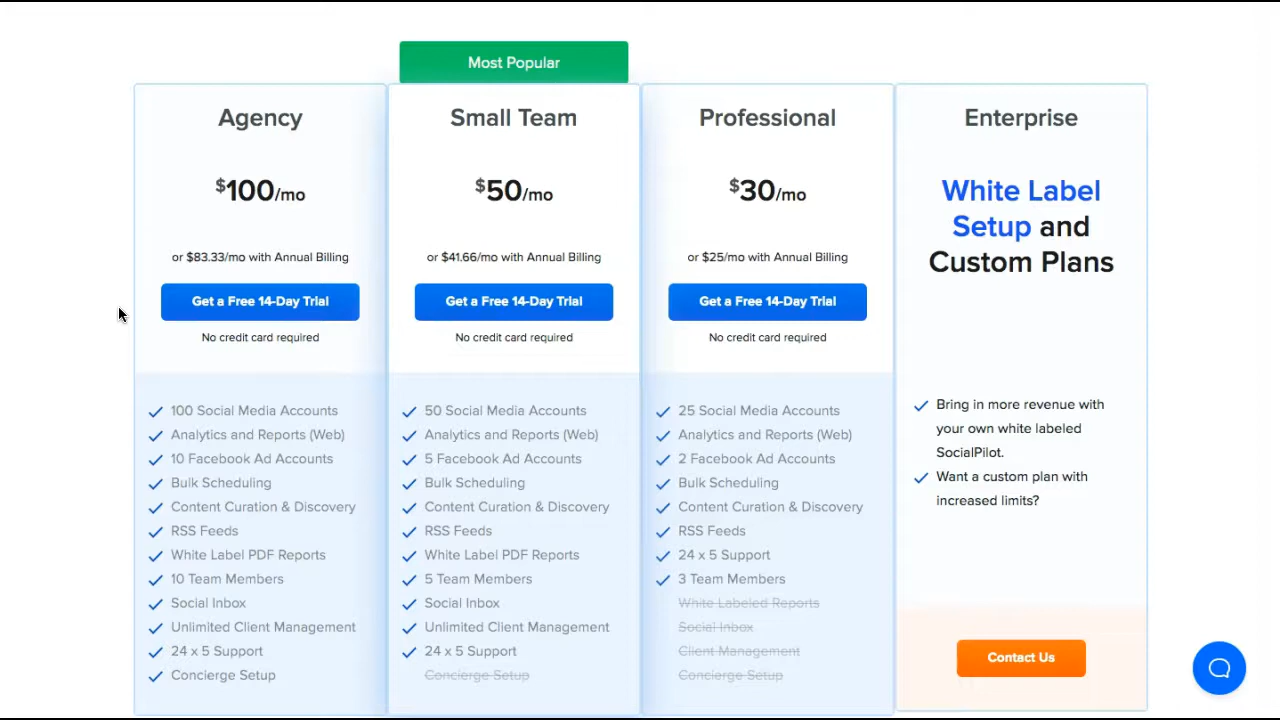 Most Popular
Agency
$100/mo
or $83.33/mo with Annual Billing
Get a Free 14-Day Trial
No credit card required
100 Social Media Accounts
Analytics and Reports (Web)
10 Facebook Ad Accounts
Bulk Scheduling
Content Curation & Discovery
RSS Feeds
White Label PDF Reports
10 Team Members
Social Inbox
Unlimited Client Management
24 x 5 Support
Concierge Setup
Small Team
$50/mo
or $41.66/mo with Annual Billing
Get a Free 14-Day Trial
No credit card required
50 Social Media Accounts
Analytics and Reports (Web)
5 Facebook Ad Accounts
Bulk Scheduling
Content Curation & Discovery
RSS Feeds
White Label PDF Reports
5 Team Members
Social Inbox
Unlimited Client Management
24 x 5 Support
Concierge Setup
Professional
$30/mo
or $25/mo with Annual Billing
Get a Free 14-Day Trial
No credit card required
25 Social Media Accounts
Analytics and Reports (Web)
2 Facebook Ad Accounts
Bulk Scheduling
Content Curation & Discovery
RSS Feeds
24 x 5 Support
3 Team Members
White Labeled Reports
Social Inbox
Client Management
Concierge Setup
Enterprise
White Label
Setup and
Custom Plans
Bring in more revenue with
your own white labeled
SocialPilot.
Want a custom plan with
increased limits?
Contact Us